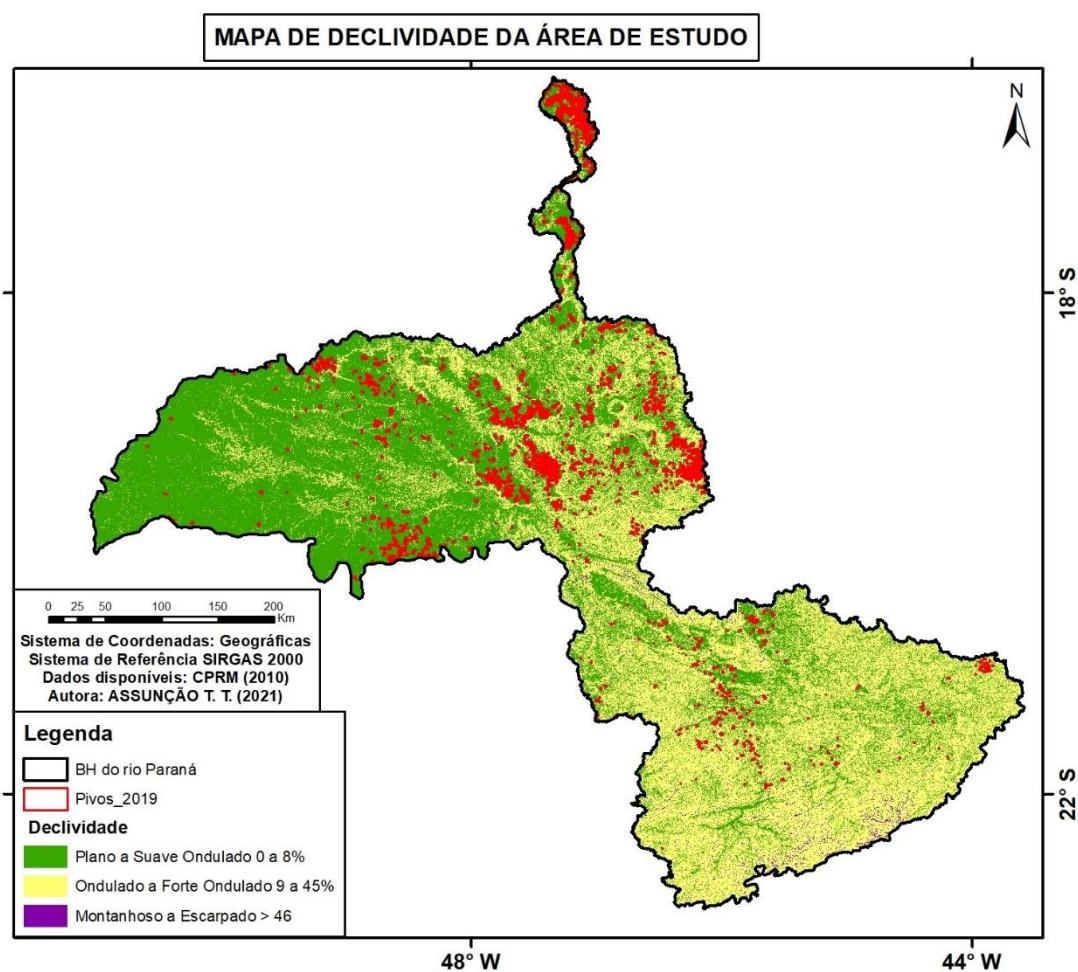 MAPA DE DECLIVIDADE DA ÁREA DE ESTUDO
N
18° S
0 25 50 100 150 200
Km
Sistema de Coordenadas: Geográficas
Sistema de Referência SIRGAS 2000
Dados disponíveis: CPRM (2010)
Autora: ASSUNÇÃO T. T. (2021)
Legenda
BH do rio Paraná
Pivos_2019
Declividade
Plano a Suave Ondulado 0 a 8%
Ondulado a Forte Ondulado 9 a 45%
Montanhoso a Escarpado > 46
22° S
48° W
44° W